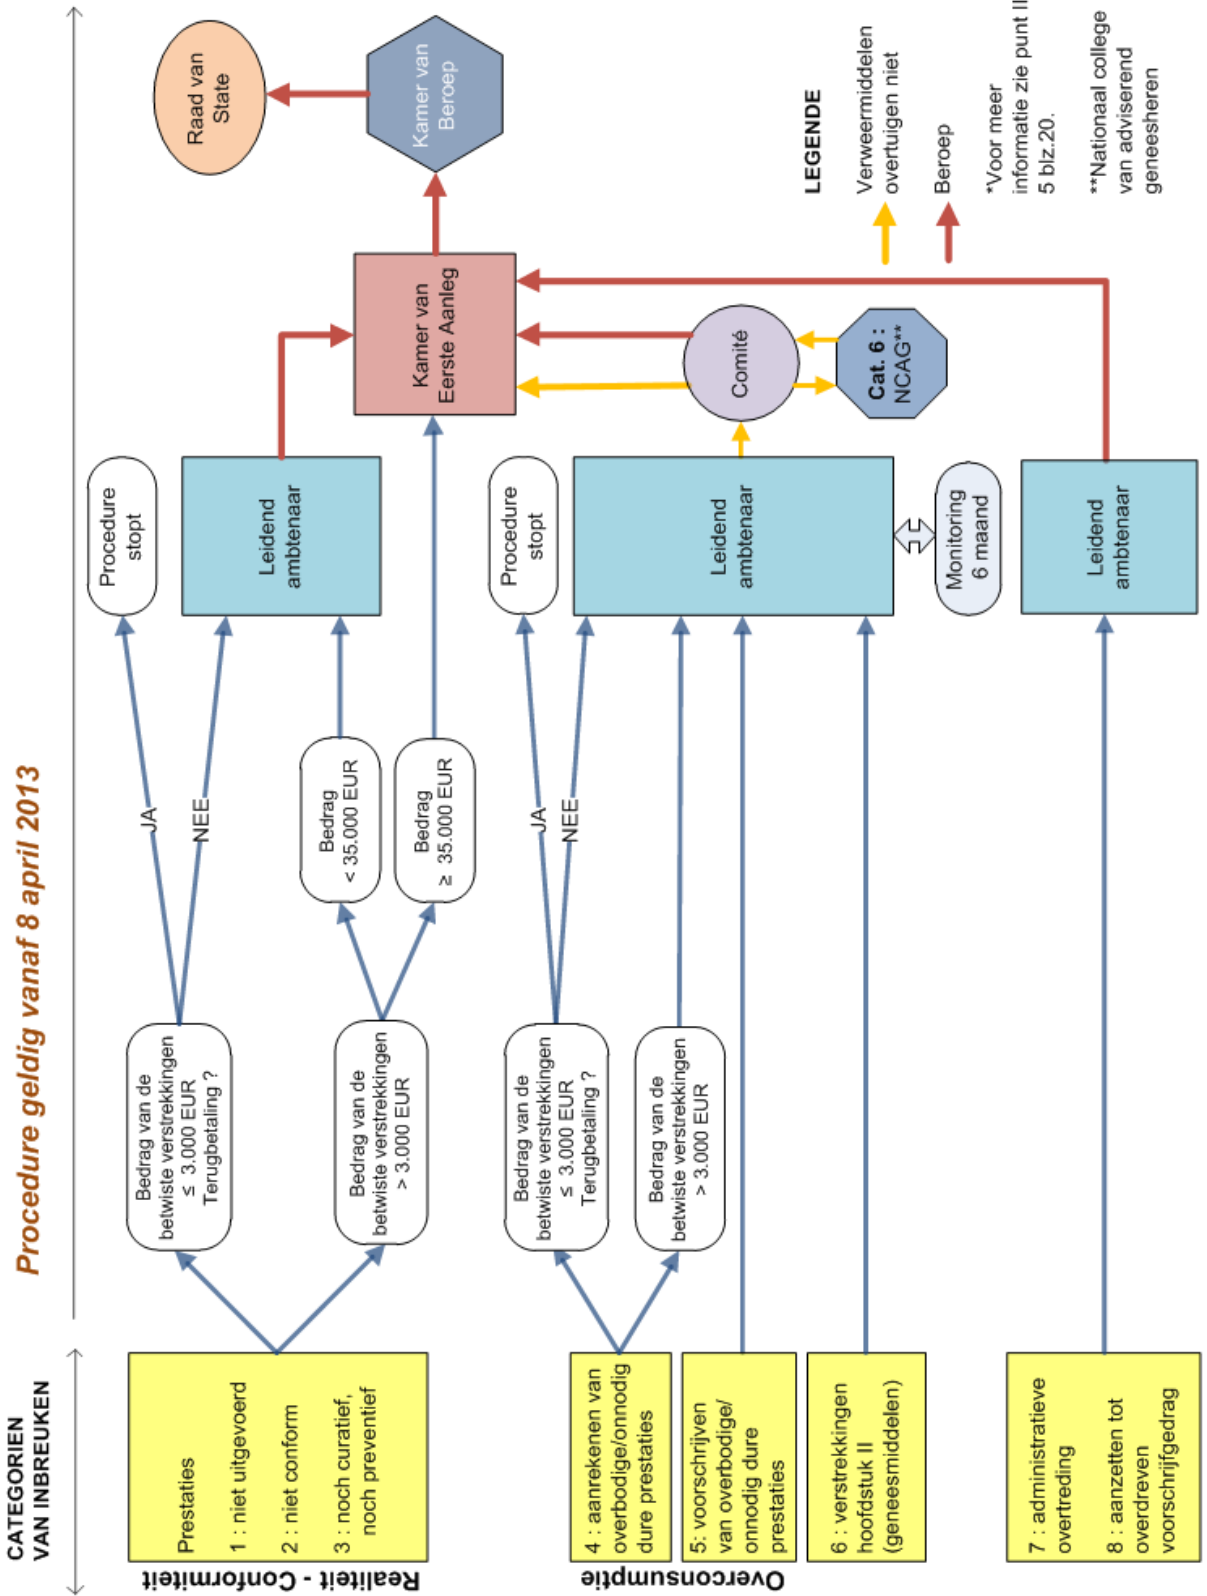 Procedure geldig vanaf 8 april 2013
CATEGORIEN
VAN INBREUKEN
Realiteit - Conformiteit
Prestaties
1 : niet uitgevoerd
2 : niet conform
3 : noch curatief,
noch preventief
Bedrag van de
betwiste verstrekkingen
≤ 3.000 EUR
Terugbetaling ?
Bedrag van de
betwiste verstrekkingen
> 3.000 EUR
JA
NEE
Bedrag
< 35.000 EUR
Bedrag
≥ 35.000 EUR
Procedure
stopt
Leidend
ambtenaar
Kamer van
Eerste Aanleg
Kamer van
Beroep
Raad van
State
Overconsumptie
4 : aanrekenen van
overbodige/onnodig
dure prestaties
5: voorschrijven
van overbodige/
onnodig dure
prestaties
6 : verstrekkingen
hoofdstuk II
(geneesmiddelen)
Bedrag van de
betwiste verstrekkingen
≤ 3.000 EUR
Terugbetaling ?
Bedrag van de
betwiste verstrekkingen
> 3.000 EUR
JA
NEE
Procedure
stopt
Leidend
ambtenaar
Monitoring
6 maand
Comité
Cat. 6 :
NCAG**
7 : administratieve
overtreding
8 : aanzetten tot
overdreven
voorschrijfgedrag
Leidend
ambtenaar
LEGENDE
Verweermiddelen
overtuigen niet
Beroep
*Voor meer
informatie zie punt II
5 blz.20.
**Nationaal college
van adviserend
geneesheren